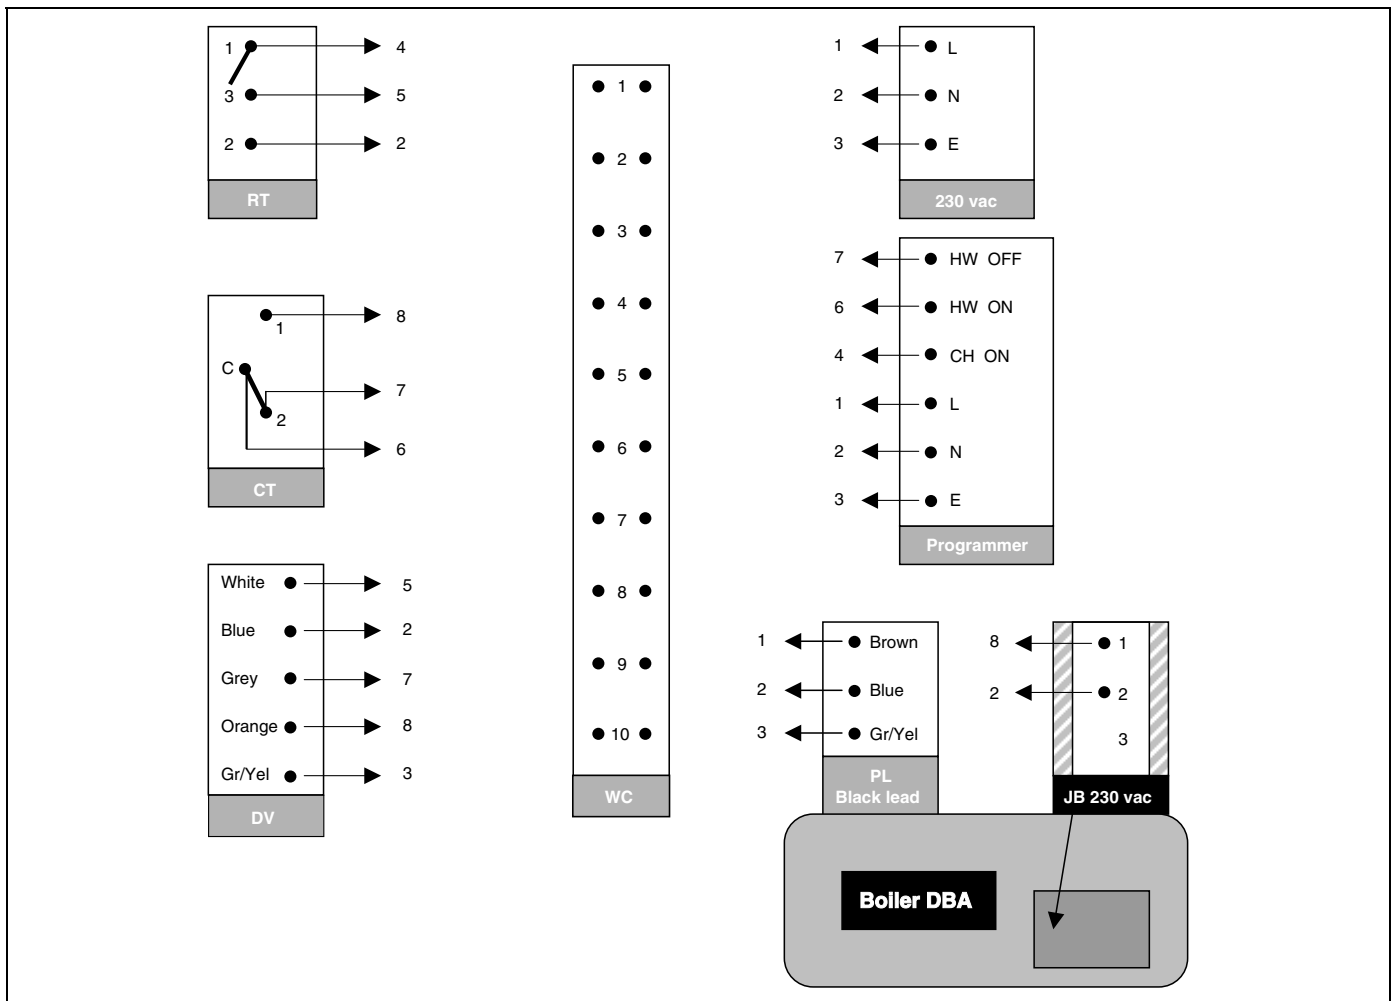 1 4
3 5
2 2
RT
1 8
C 7
2 6
CT
White 5
Blue 2
Grey 7
Orange 8
Gr/Yel 3
DV
1
2
3
4
5
6
7
8
9
10
WC
1 L
2 N
3 E
230 vac
7 HW OFF
6 HW ON
4 CH ON
1 L
2 N
3 E
Programmer
1 Brown
2 Blue
3 Gr/Yel
PL
Black lead
8 1
2 2
3
JB 230 vac
Boiler DBA